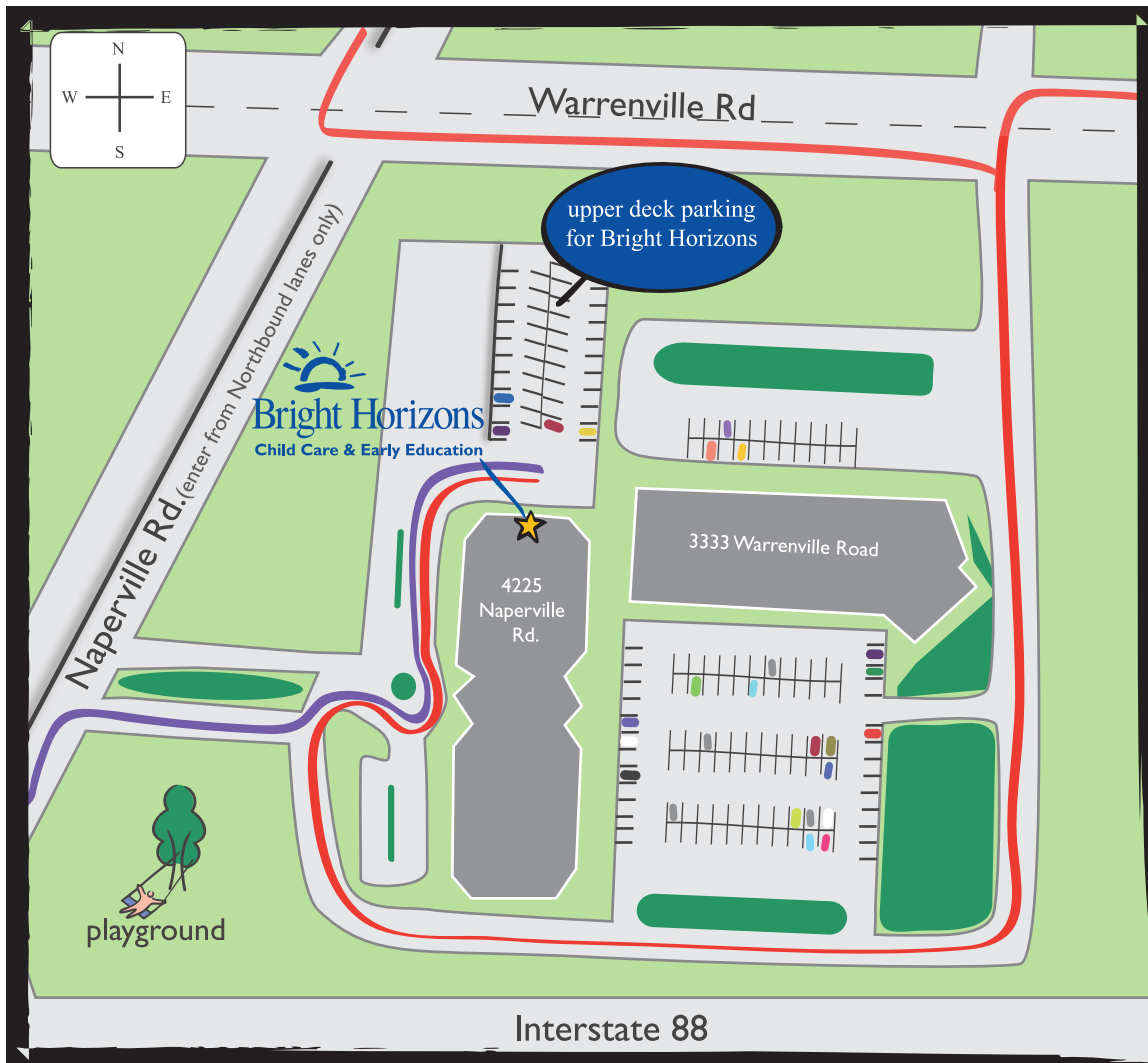 N
W E
S
Warrenville Rd
upper deck parking
for Bright Horizons
Naperville Rd. (enter from Northbound lanes only)
Bright Horizons
Child Care & Early Education
3333 Warrenville Road
4225
Naperville
Rd.
playground
Interstate 88